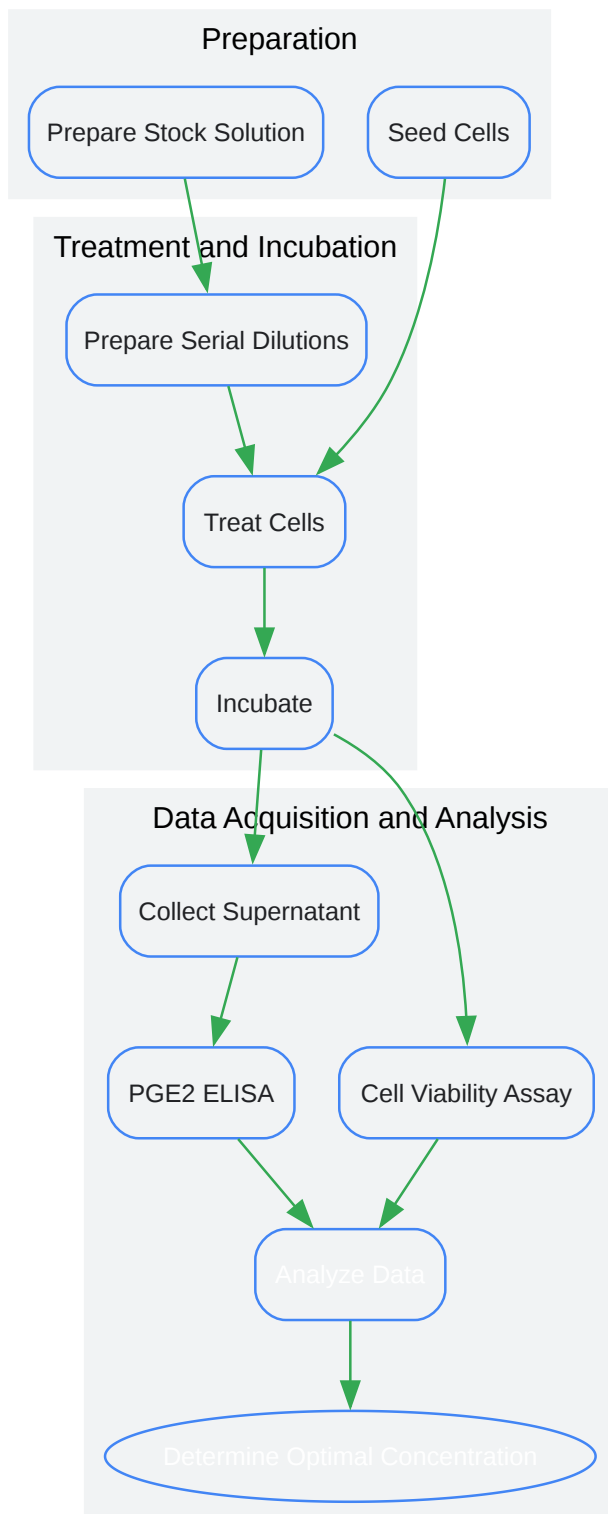 Preparation
Prepare Stock Solution
Seed Cells
Treatment and Incubation
Prepare Serial Dilutions
Treat Cells
Incubate
Data Acquisition and Analysis
Collect Supernatant
PGE2 ELISA
Cell Viability Assay
Analyze Data
Determine Optimal Concentration